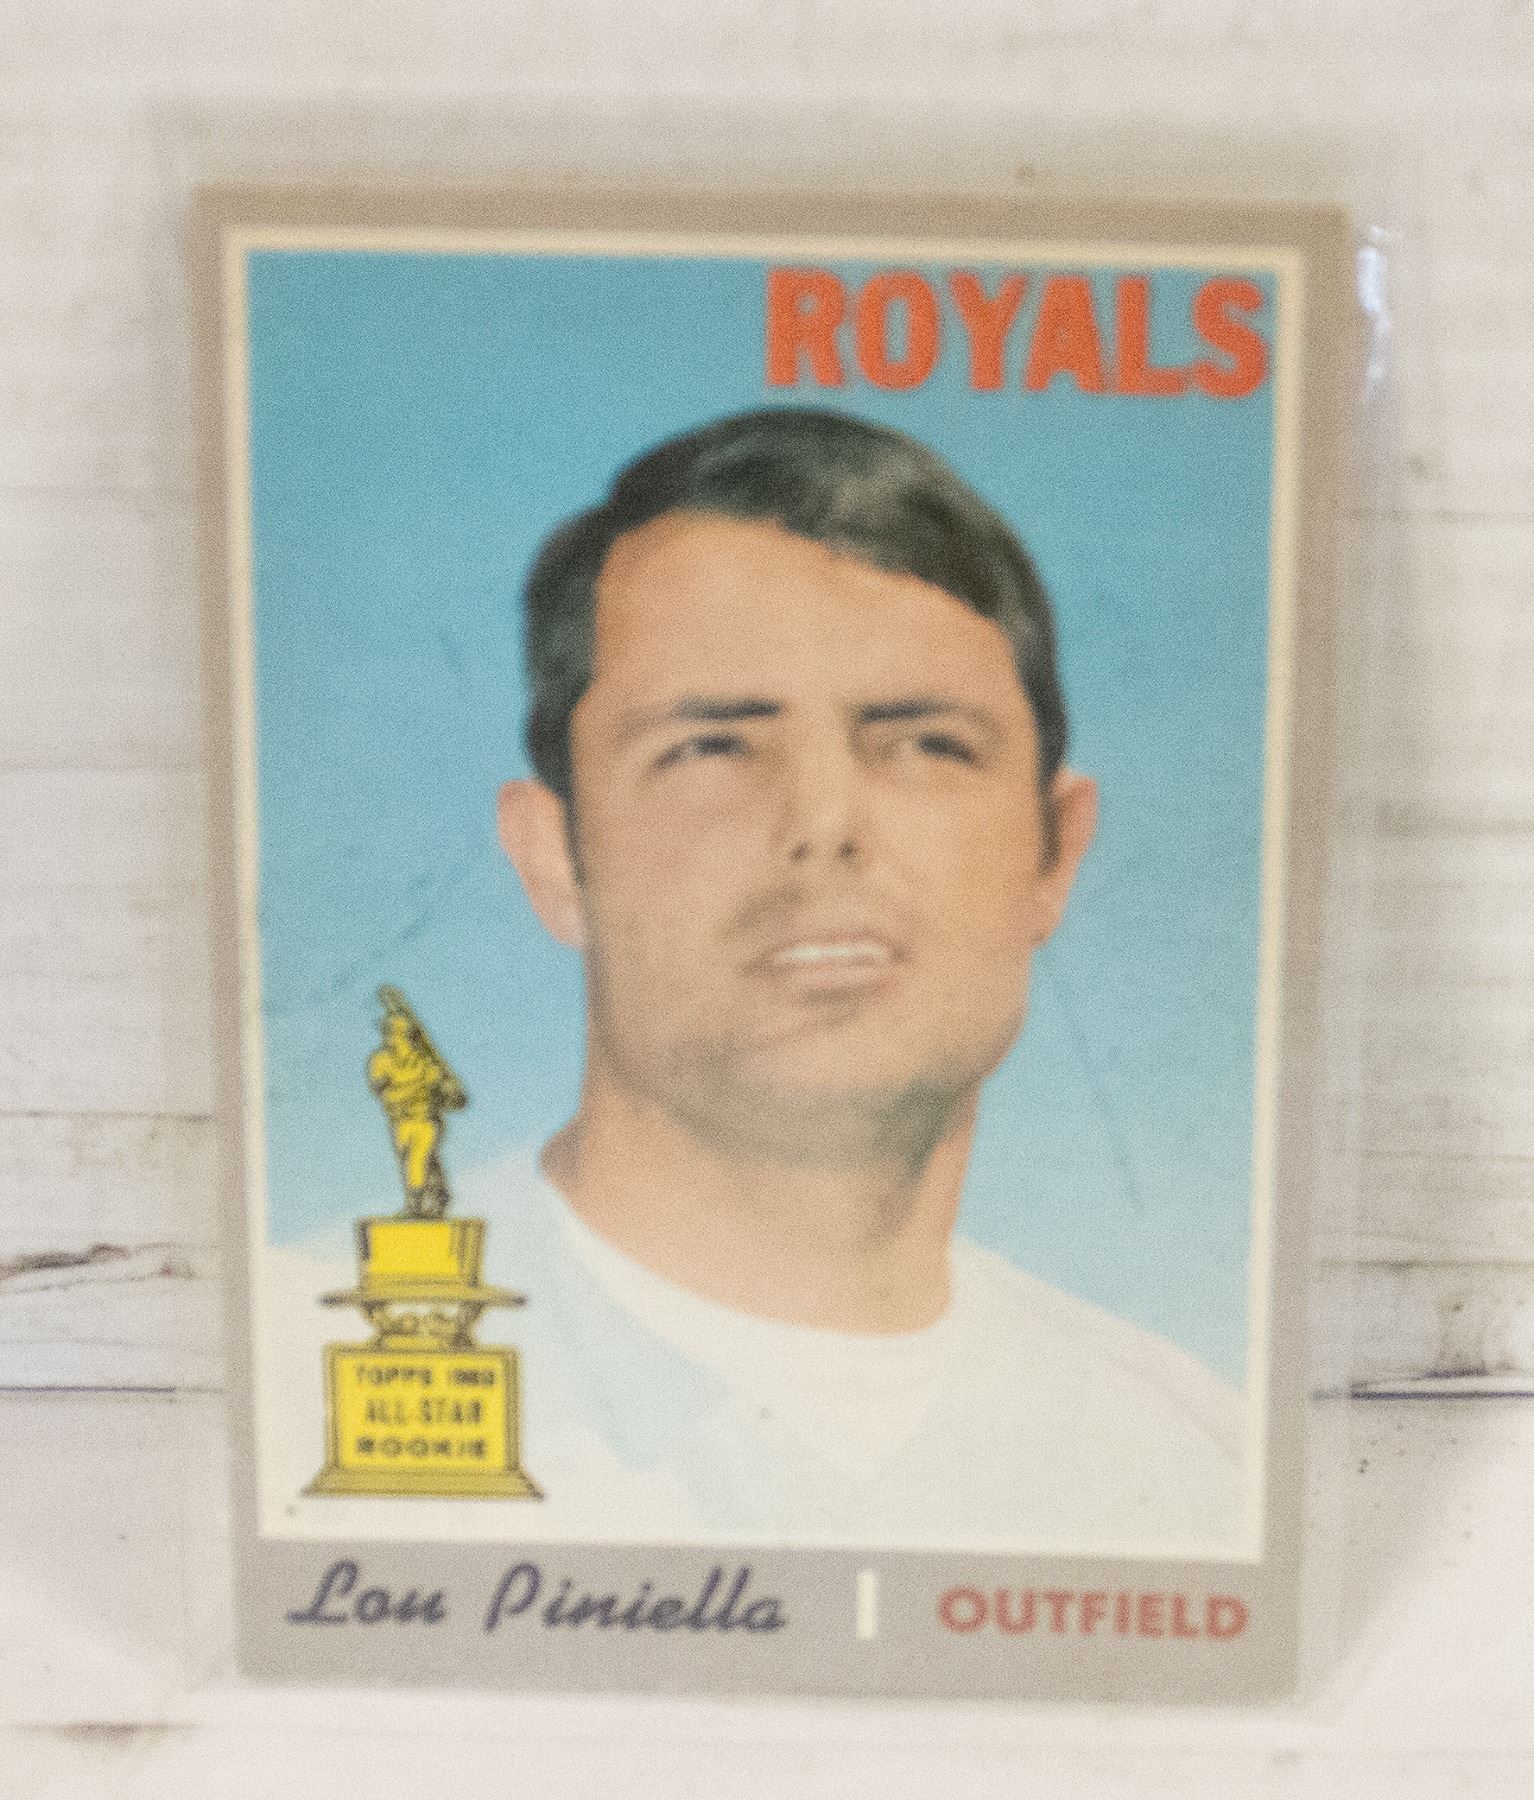 ROYALS
TOPPS 1969
ALL-STAR
ROOKIE
Lou Piniella | OUTFIELD